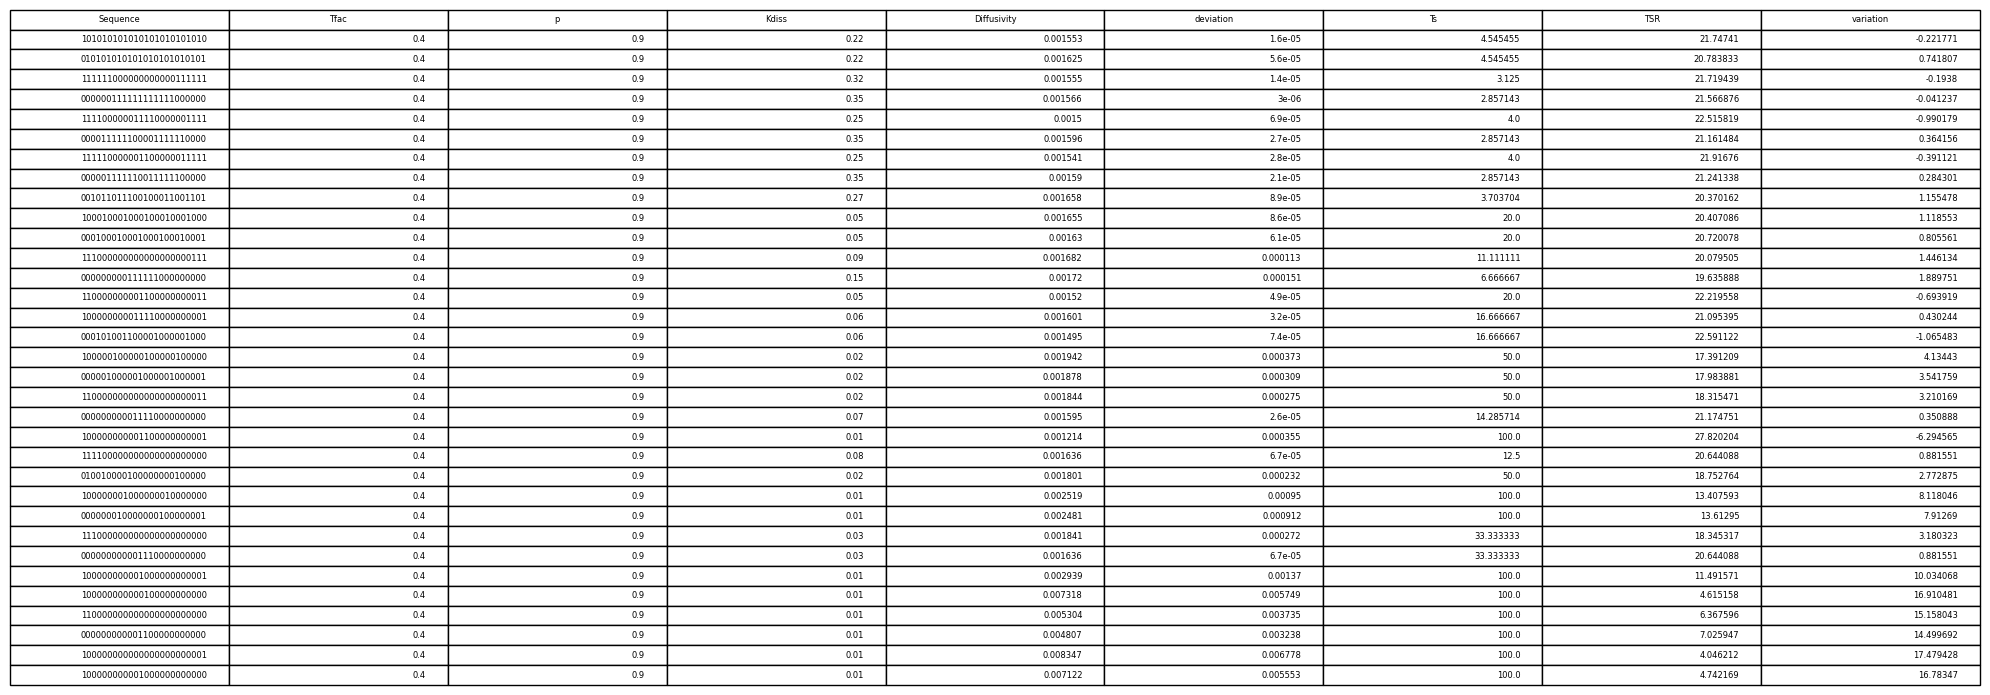 Sequence Tfac p Kdiss Diffusivity deviation Ts TSR variation
101010101010101010101010 0.4 0.9 0.22 0.001553 1.6e-05 4.545455 21.74741 -0.221771
010101010101010101010101 0.4 0.9 0.22 0.001625 5.6e-05 4.545455 20.783833 0.741807
111111000000000000111111 0.4 0.9 0.32 0.001555 1.4e-05 3.125 21.719439 -0.1938
000000111111111111000000 0.4 0.9 0.35 0.001566 3e-06 2.857143 21.566876 -0.041237
111100000011110000001111 0.4 0.9 0.25 0.0015 6.9e-05 4.0 22.515819 -0.990179
000011111100001111110000 0.4 0.9 0.35 0.001596 2.7e-05 2.857143 21.161484 0.364156
111110000001100000011111 0.4 0.9 0.25 0.001541 2.8e-05 4.0 21.91676 -0.391121
000001111110011111100000 0.4 0.9 0.35 0.00159 2.1e-05 2.857143 21.241338 0.284301
001011011100100011001101 0.4 0.9 0.27 0.001658 8.9e-05 3.703704 20.370162 1.155478
100010001000100010001000 0.4 0.9 0.05 0.001655 8.6e-05 20.0 20.407086 1.118553
000100010001000100010001 0.4 0.9 0.05 0.00163 6.1e-05 20.0 20.720078 0.805561
111000000000000000000111 0.4 0.9 0.09 0.001682 0.000113 11.111111 20.079505 1.446134
000000000111111000000000 0.4 0.9 0.15 0.00172 0.000151 6.666667 19.635888 1.889751
110000000001100000000011 0.4 0.9 0.05 0.00152 4.9e-05 20.0 22.219558 -0.693919
100000000011110000000001 0.4 0.9 0.06 0.001601 3.2e-05 16.666667 21.095395 0.430244
000101001100001000001000 0.4 0.9 0.06 0.001495 7.4e-05 16.666667 22.591122 -1.065483
100000100000100000100000 0.4 0.9 0.02 0.001942 0.000373 50.0 17.391209 4.13443
000001000001000001000001 0.4 0.9 0.02 0.001878 0.000309 50.0 17.983881 3.541759
110000000000000000000011 0.4 0.9 0.02 0.001844 0.000275 50.0 18.315471 3.210169
000000000011110000000000 0.4 0.9 0.07 0.001595 2.6e-05 14.285714 21.174751 0.350888
100000000001100000000001 0.4 0.9 0.01 0.001214 0.000355 100.0 27.820204 -6.294565
111100000000000000000000 0.4 0.9 0.08 0.001636 6.7e-05 12.5 20.644088 0.881551
010010000100000000100000 0.4 0.9 0.02 0.001801 0.000232 50.0 18.752764 2.772875
100000001000000010000000 0.4 0.9 0.01 0.002519 0.00095 100.0 13.407593 8.118046
000000010000000100000001 0.4 0.9 0.01 0.002481 0.000912 100.0 13.61295 7.91269
111000000000000000000000 0.4 0.9 0.03 0.001841 0.000272 33.333333 18.345317 3.180323
000000000001110000000000 0.4 0.9 0.03 0.001636 6.7e-05 33.333333 20.644088 0.881551
100000000001000000000001 0.4 0.9 0.01 0.002939 0.00137 100.0 11.491571 10.034068
100000000000100000000000 0.4 0.9 0.01 0.007318 0.005749 100.0 4.615158 16.910481
110000000000000000000000 0.4 0.9 0.01 0.005304 0.003735 100.0 6.367596 15.158043
000000000001100000000000 0.4 0.9 0.01 0.004807 0.003238 100.0 7.025947 14.499692
100000000000000000000001 0.4 0.9 0.01 0.008347 0.006778 100.0 4.046212 17.479428
100000000001000000000000 0.4 0.9 0.01 0.007122 0.005553 100.0 4.742169 16.78347